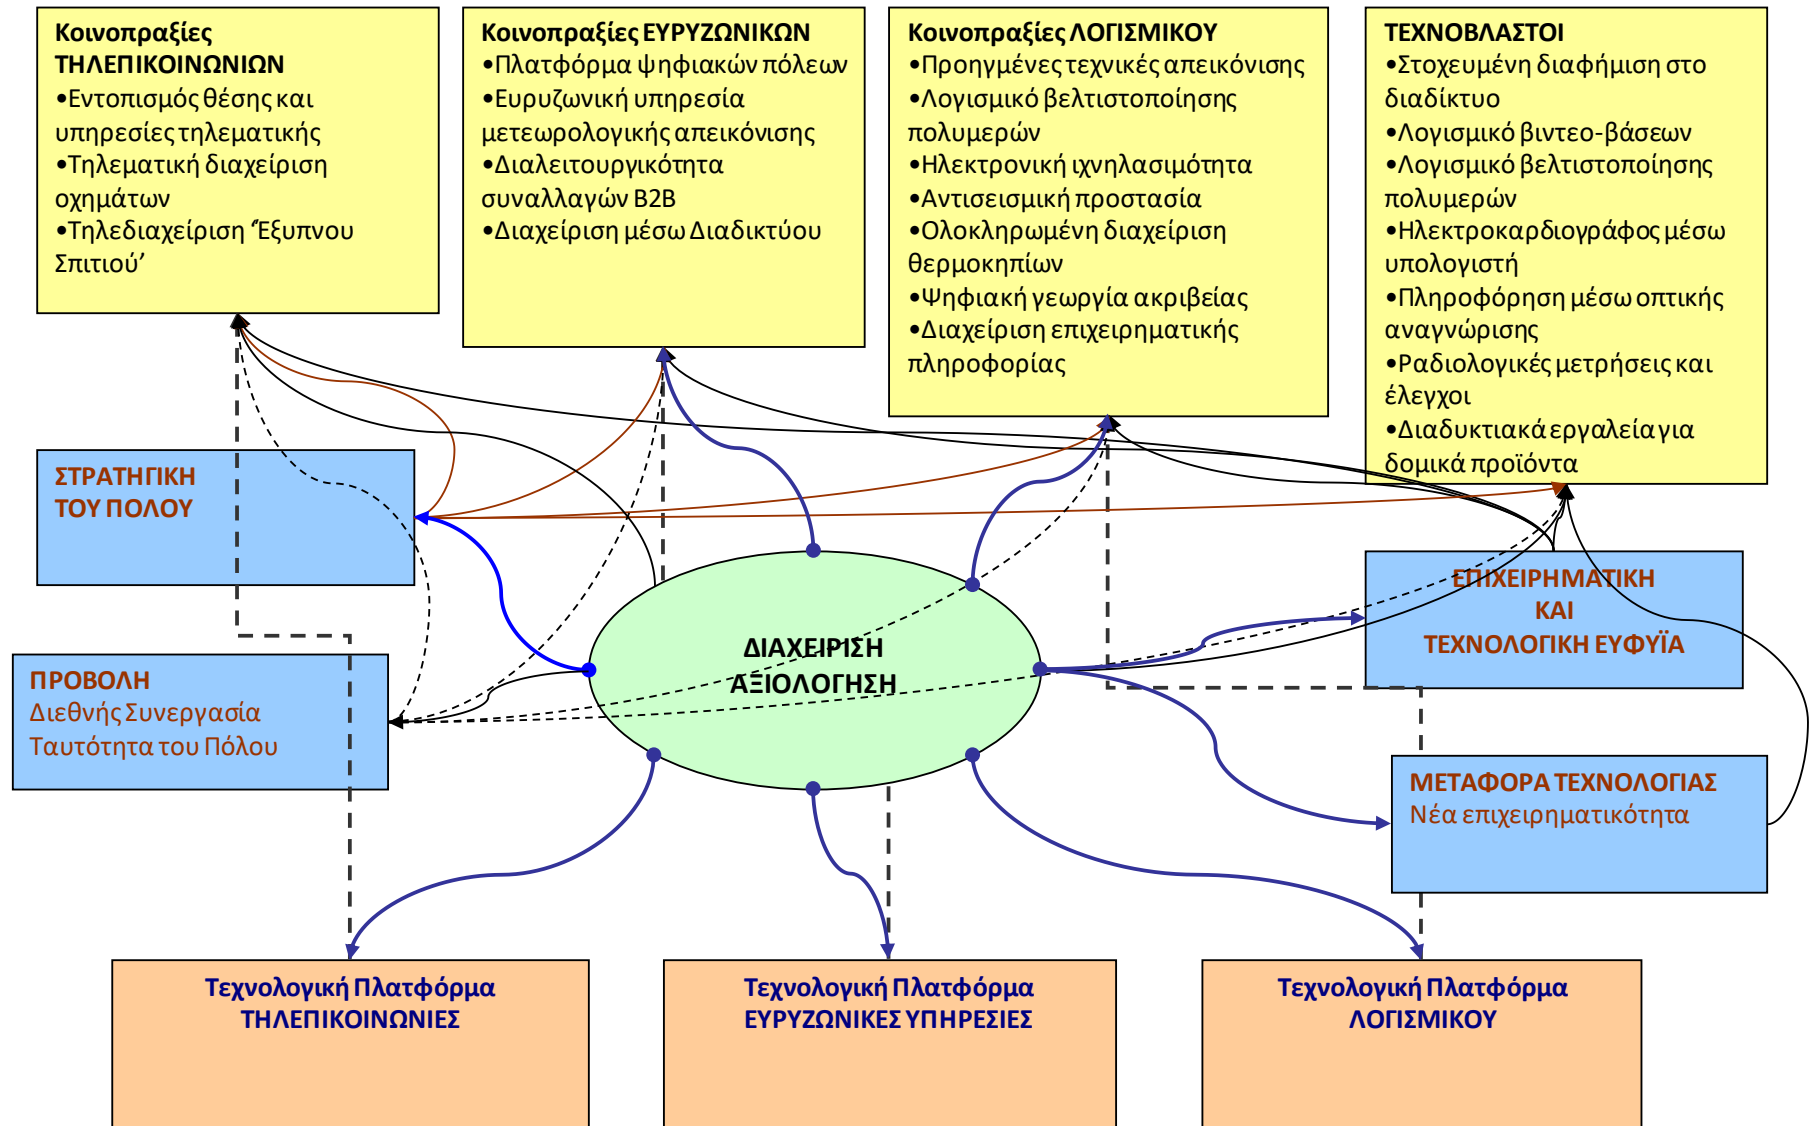 Κοινοπραξίες
ΤΗΛΕΠΙΚΟΙΝΩΝΙΩΝ
•Εντοπισμός θέσης και
υπηρεσίες τηλεματικής
•Τηλεματική διαχείριση
οχημάτων
•Τηλεδιαχείριση ‘Έξυπνου
Σπιτιού’
Κοινοπραξίες ΕΥΡΥΖΩΝΙΚΩΝ
•Πλατφόρμα ψηφιακών πόλεων
•Ευρυζωνική υπηρεσία
μετεωρολογικής απεικόνισης
•Διαλειτουργικότητα
συναλλαγών B2B
•Διαχείριση μέσω Διαδικτύου
Κοινοπραξίες ΛΟΓΙΣΜΙΚΟΥ
•Προηγμένες τεχνικές απεικόνισης
•Λογισμικό βελτιστοποίησης
πολυμερών
•Ηλεκτρονική ιχνηλασιμότητα
•Αντισεισμική προστασία
•Ολοκληρωμένη διαχείριση
θερμοκηπίων
•Ψηφιακή γεωργία ακριβείας
•Διαχείριση επιχειρηματικής
πληροφορίας
ΤΕΧΝΟΒΛΑΣΤΟΙ
•Στοχευμένη διαφήμιση στο
διαδίκτυο
•Λογισμικό βιντεο-βάσεων
•Λογισμικό βελτιστοποίησης
πολυμερών
•Ηλεκτροκαρδιογράφος μέσω
υπολογιστή
•Πληροφόρηση μέσω οπτικής
αναγνώρισης
•Ραδιολογικές μετρήσεις και
έλεγχοι
•Διαδυκτιακά εργαλεία για
δομικά προϊόντα
ΣΤΡΑΤΗΓΙΚΗ
ΤΟΥ ΠΟΛΟΥ
ΕΠΙΧΕΙΡΗΜΑΤΙΚΗ
ΚΑΙ
ΤΕΧΝΟΛΟΓΙΚΗ ΕΥΦΥΪΑ
ΔΙΑΧΕΙΡΙΣΗ
ΑΞΙΟΛΟΓΗΣΗ
ΠΡΟΒΟΛΗ
Διεθνής Συνεργασία
Ταυτότητα του Πόλου
ΜΕΤΑΦΟΡΑ ΤΕΧΝΟΛΟΓΙΑΣ
Νέα επιχειρηματικότητα
Τεχνολογική Πλατφόρμα
ΤΗΛΕΠΙΚΟΙΝΩΝΙΕΣ
Τεχνολογική Πλατφόρμα
ΕΥΡΥΖΩΝΙΚΕΣ ΥΠΗΡΕΣΙΕΣ
Τεχνολογική Πλατφόρμα
ΛΟΓΙΣΜΙΚΟΥ